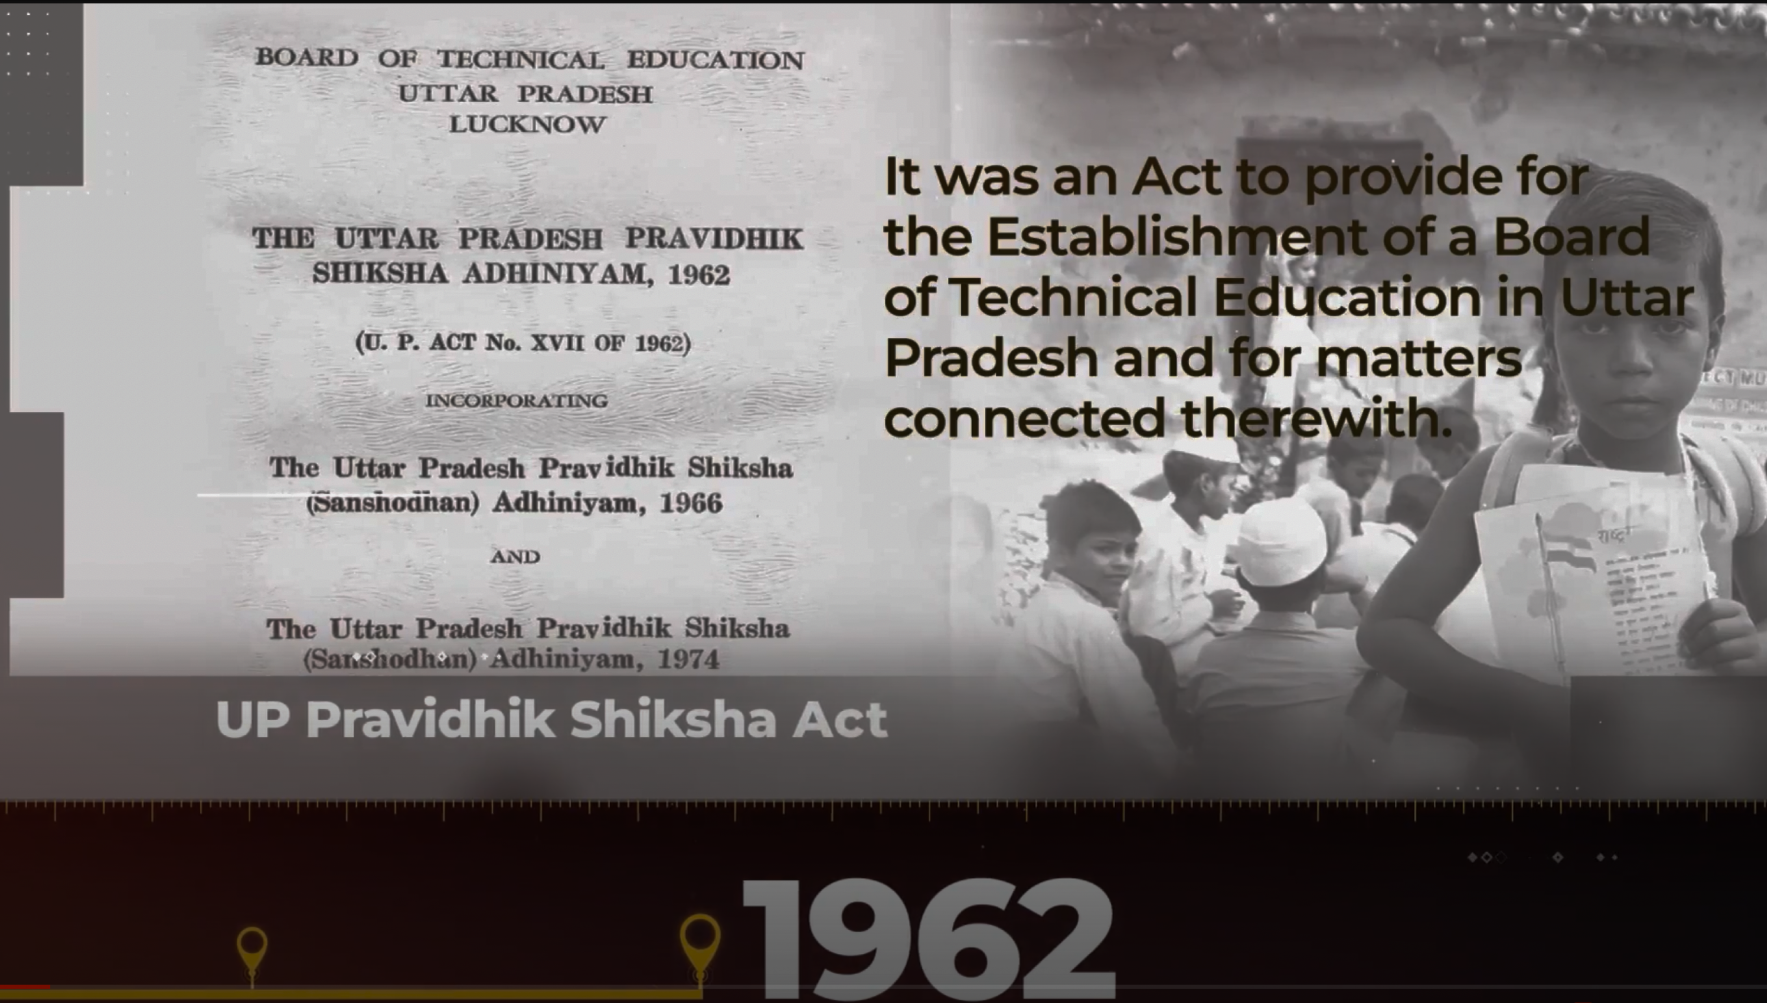 BOARD OF TECHNICAL EDUCATION
UTTAR PRADESH
LUCKNOW
THE UTTAR PRADESH PRAVIDHIK
SHIKSHA ADHINIYAM, 1962
(U. P. ACT No. XVII OF 1962)
INCORPORATING
The Uttar Pradesh Pravidhik Shiksha
(Sanshodhan) Adhiniyam, 1966
AND
The Uttar Pradesh Pravidhik Shiksha
(Sanshodhan) Adhiniyam, 1974
It was an Act to provide for
the Establishment of a Board
of Technical Education in Uttar
Pradesh and for matters
connected therewith.
UP Pravidhik Shiksha Act
1962